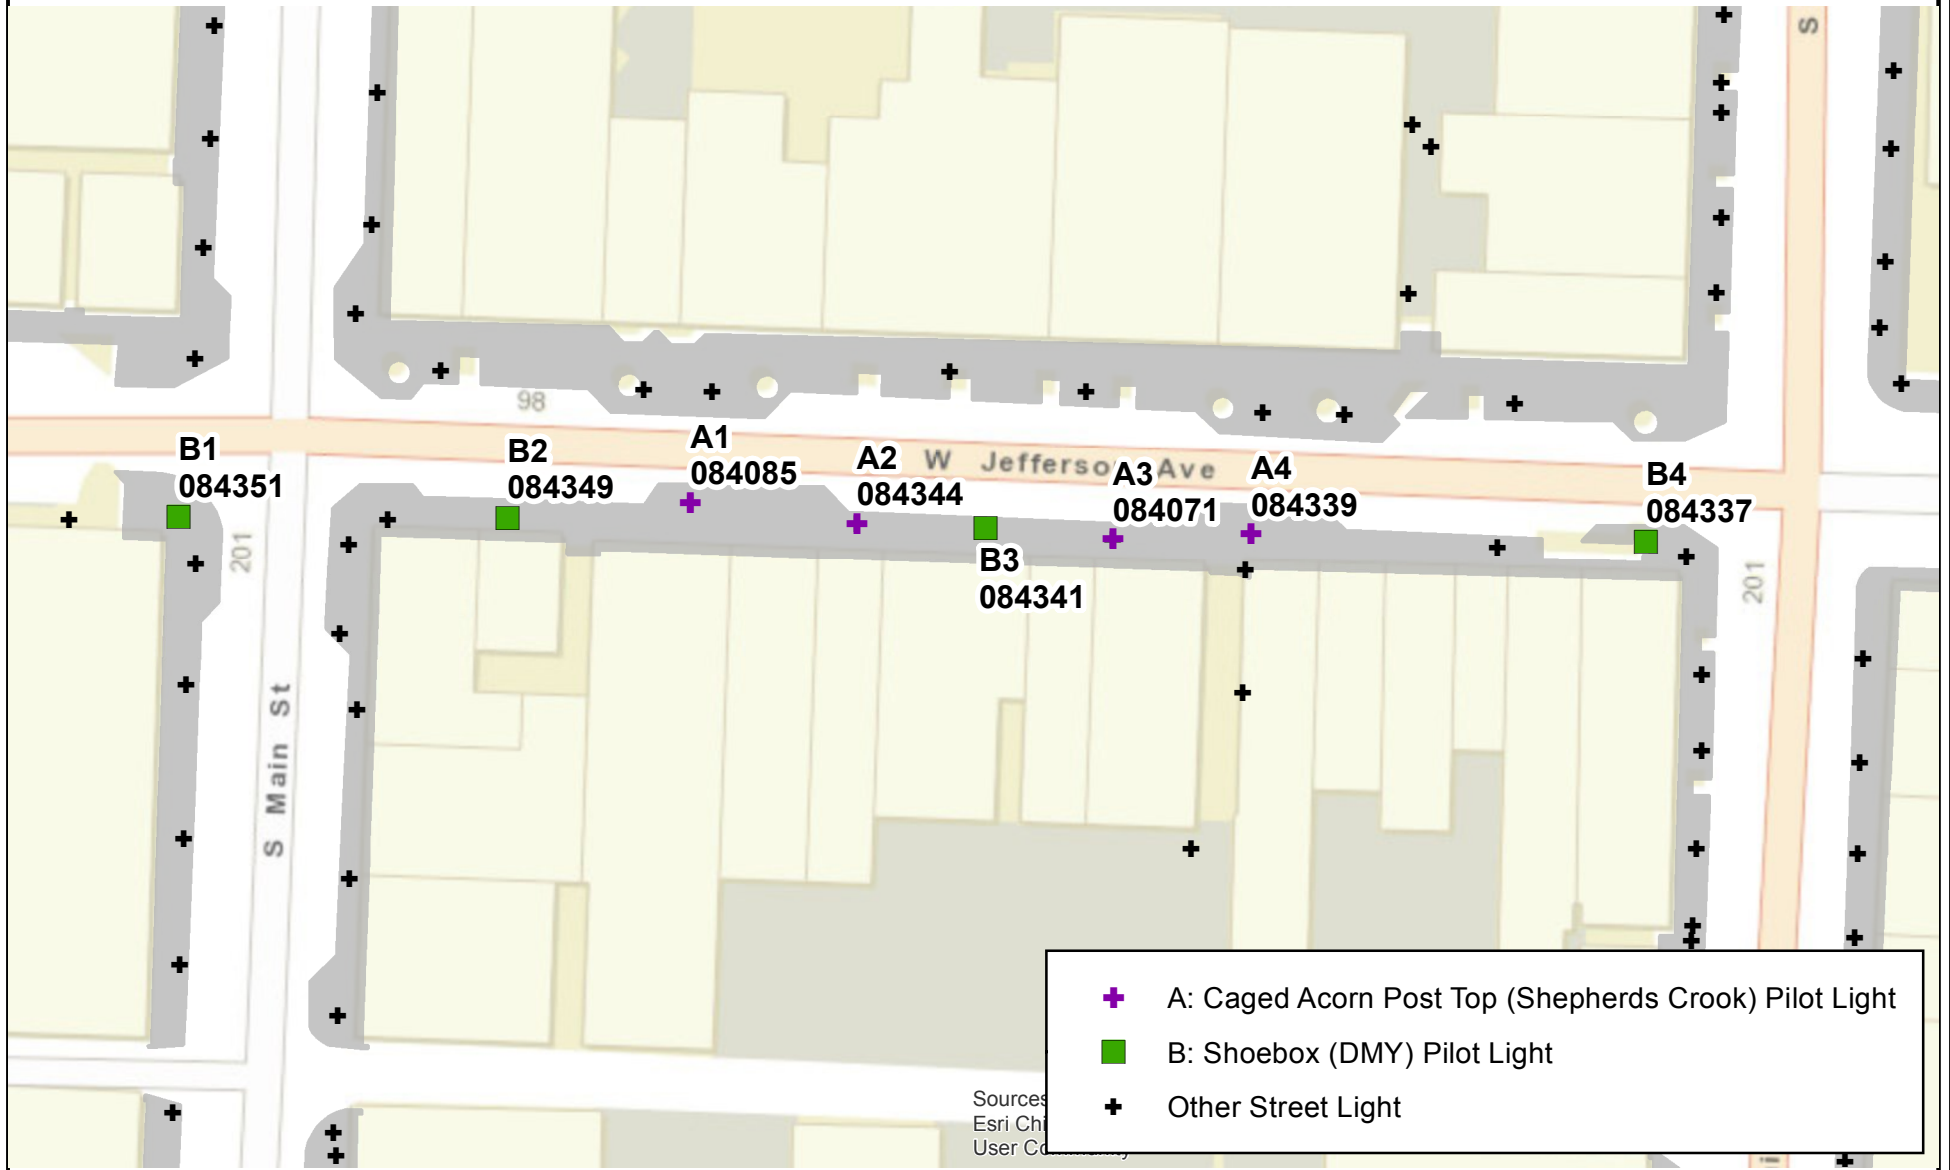 S
98
B1
084351
B2
084349
A1
084085
A2
084344
W Jefferso Ave
A3
084071
A4
084339
B4
084337
B3
084341
201
201
S Main St
A: Caged Acorn Post Top (Shepherds Crook) Pilot Light
B: Shoebox (DMY) Pilot Light
Other Street Light
Sources
Esri Chi
User Co